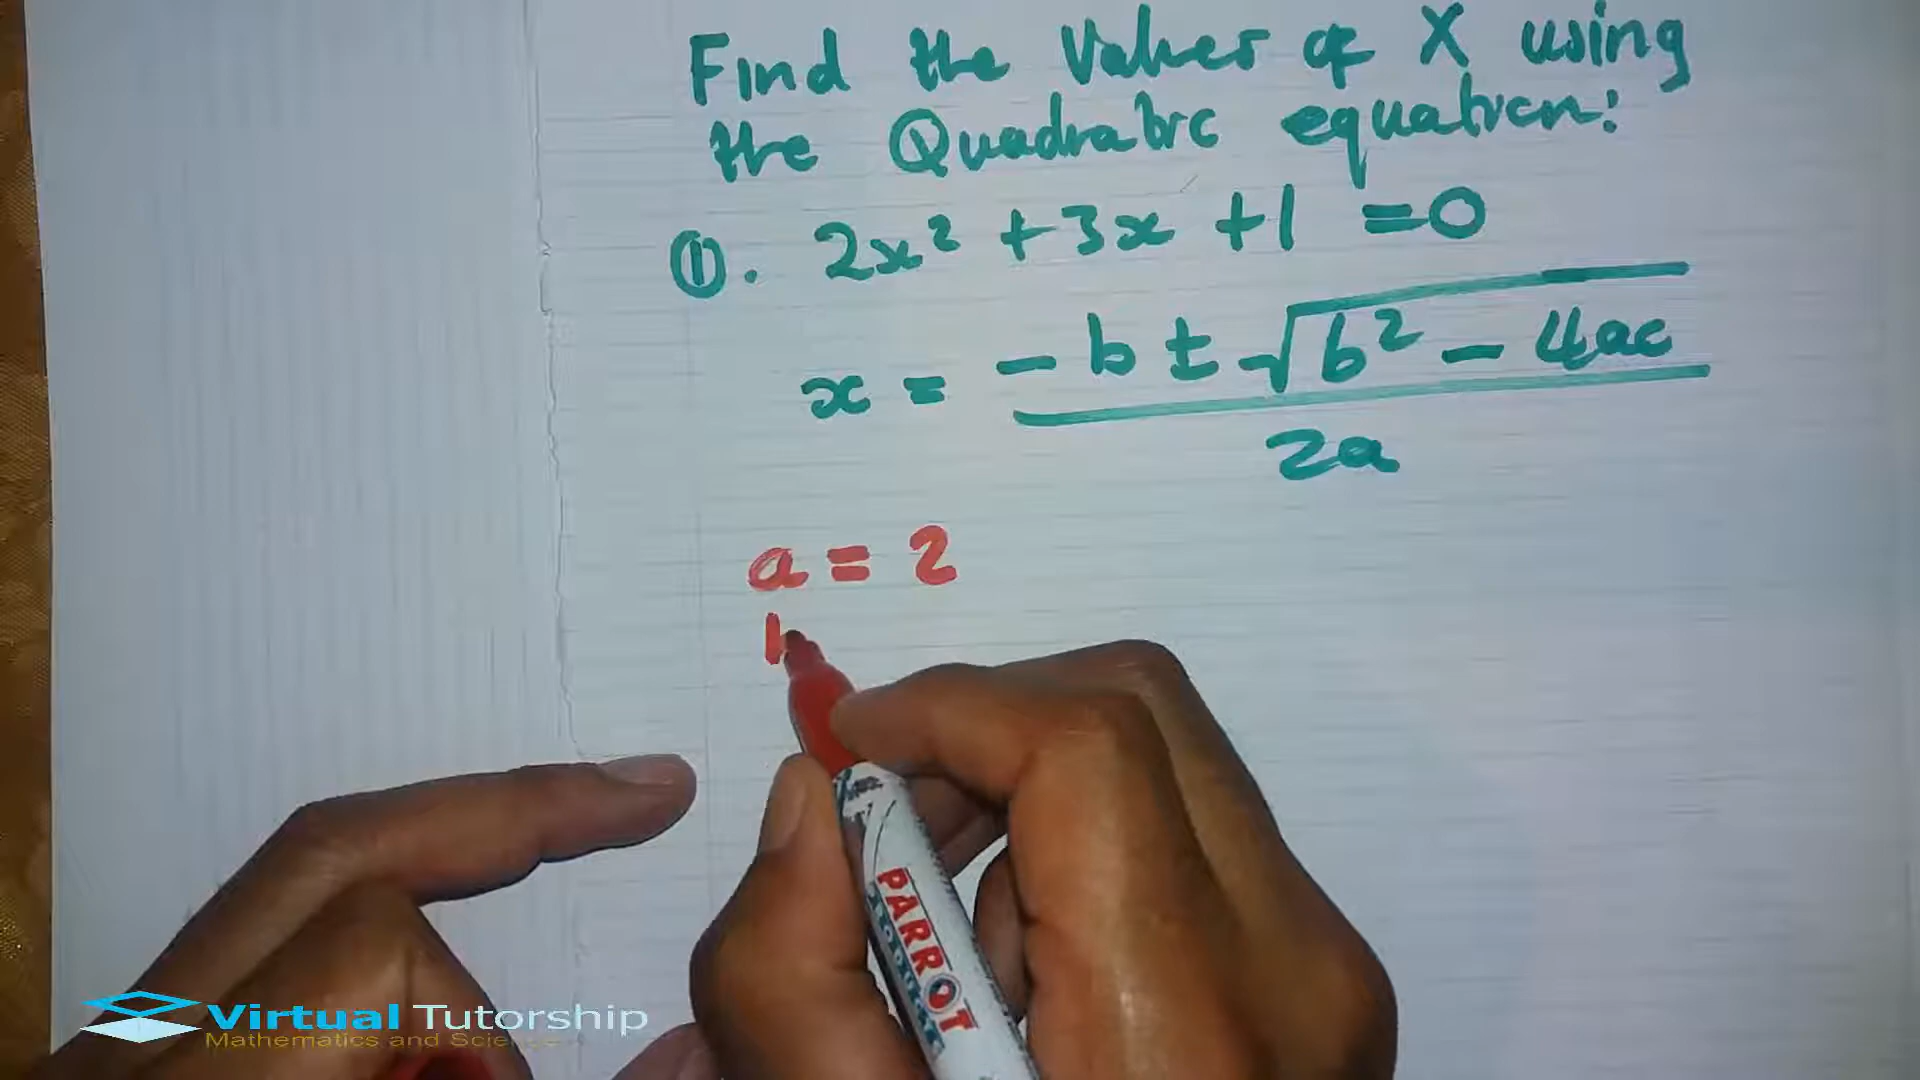 Find the Values of X using
the Quadratic equation:
①. 2x² + 3x + 1 = 0
x = -b ± √b² - 4ac
2a
a = 2
PARROT
Virtual Tutorship
Mathematics and Science